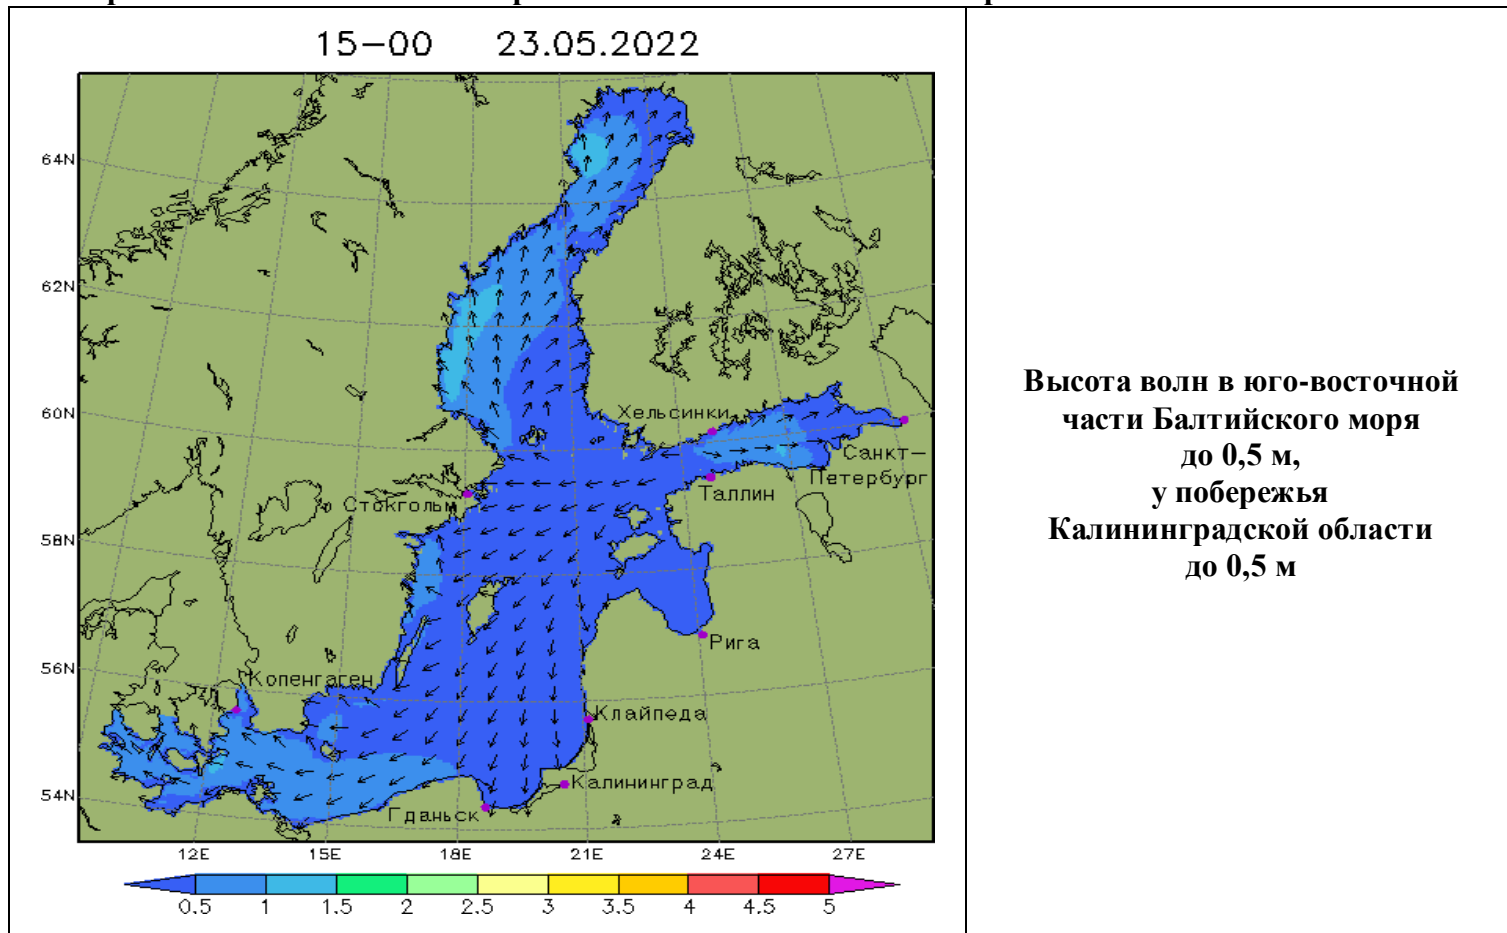 15-00 23.05.2022
64N
62N
60N
58N
56N
54N
Хельсинки
Санкт-
Петербург
Таллин
Стокгольм
Рига
Копенгаген
Клайпеда
Калининград
Гданьск
12E 15E 18E 21E 24E 27E
0.5 1 1.5 2 2.5 3 3.5 4 4.5 5
Высота волн в юго-восточной
части Балтийского моря
до 0,5 м,
у побережья
Калининградской области
до 0,5 м